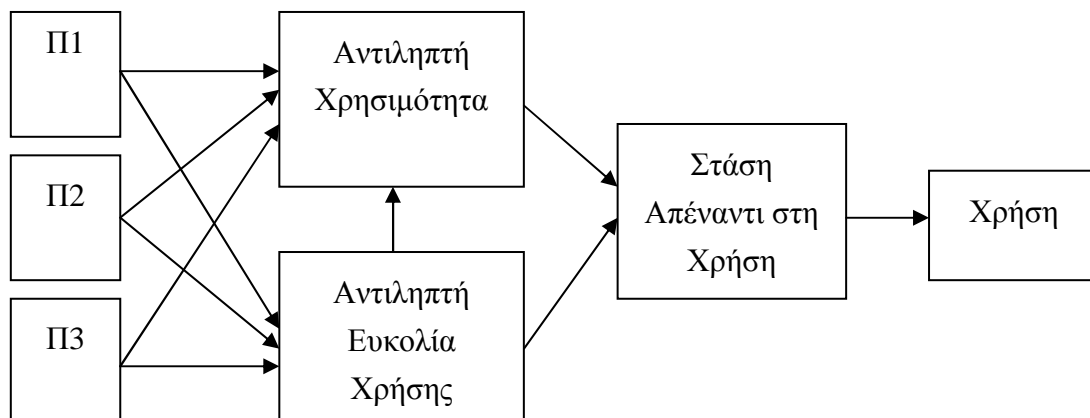 Π1
Π2
Π3
Αντιληπτή
Χρησιμότητα
Αντιληπτή
Ευκολία
Χρήσης
Στάση
Απέναντι στη
Χρήση
Χρήση